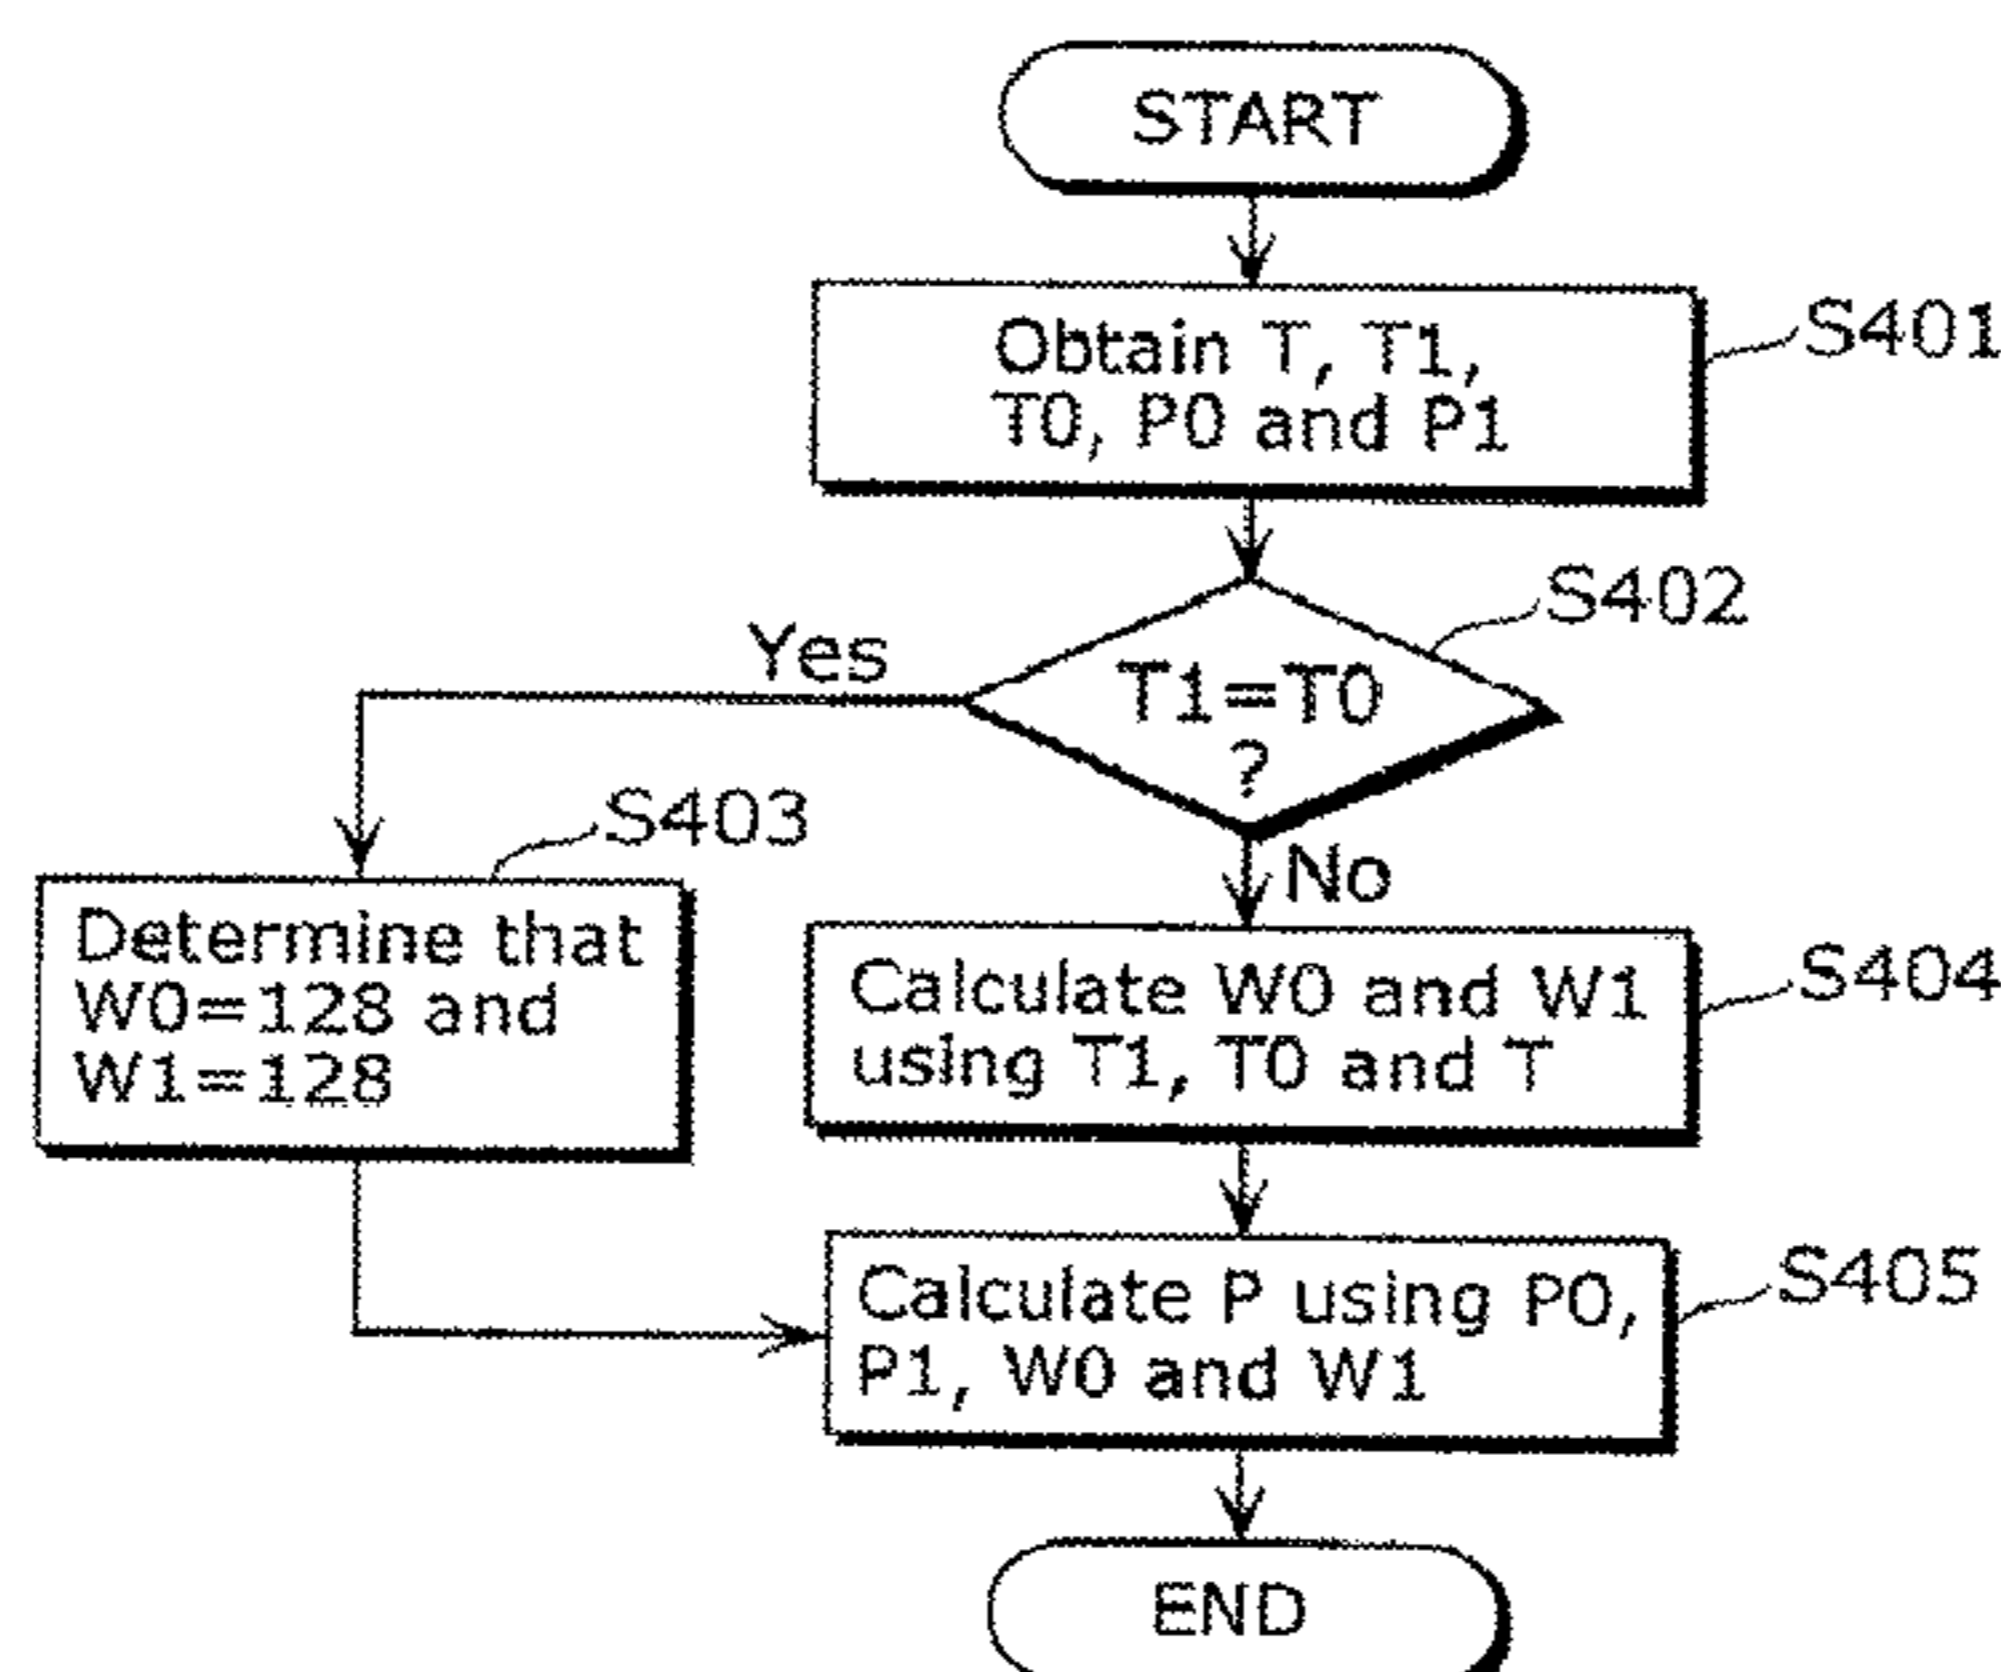 START
Obtain T, T1,
T0, P0 and P1
S401
S402
T1=T0
?
Yes
No
S403
Determine that
W0=128 and
W1=128
Calculate W0 and W1
using T1, T0 and T
S404
Calculate P using P0,
P1, W0 and W1
S405
END